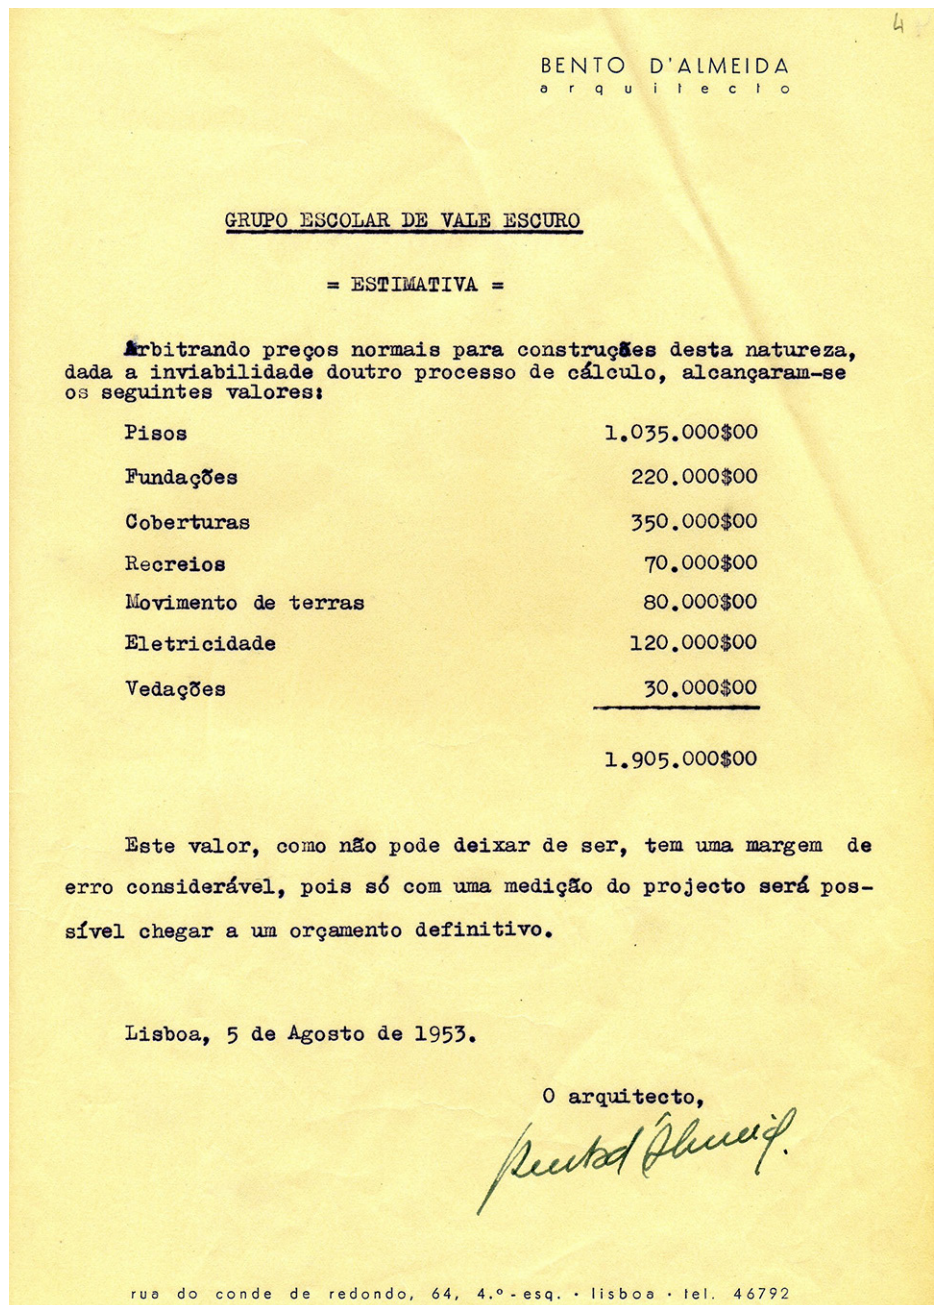 4
BENTO D'ALMEIDA
arquitecto
GRUPO ESCOLAR DE VALE ESCURO
= ESTIMATIVA =
Arbitrando preços normais para construções desta natureza,
dada a inviabilidade doutro processo de cálculo, alcançaram-se
os seguintes valores:
Pisos 1.035.000$00
Fundações 220.000$00
Coberturas 350.000$00
Recreios 70.000$00
Movimento de terras 80.000$00
Eletricidade 120.000$00
Vedações 30.000$00
1.905.000$00
Este valor, como não pode deixar de ser, tem uma margem de
erro considerável, pois só com uma medição do projecto será pos-
sível chegar a um orçamento definitivo.
Lisboa, 5 de Agosto de 1953.
O arquitecto,
Bento d'Almeida
rua do conde de redondo, 64, 4.º-esq. · lisboa · tel. 46792